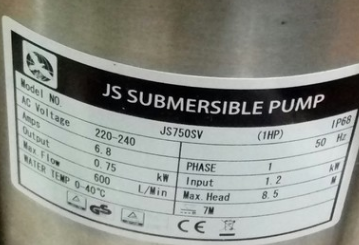 JS SUBMERSIBLE PUMP
Model NO JS750SV (1HP) IP68
AC Voltage 220-240 50 Hz
Amps 6.8 PHASE 1
Output 0.75 kW Input 1.2 kW
Max.Flow 600 L/Min Max.Head 8.5 M
WATER TEMP 0-40℃ 7M
GS
CE